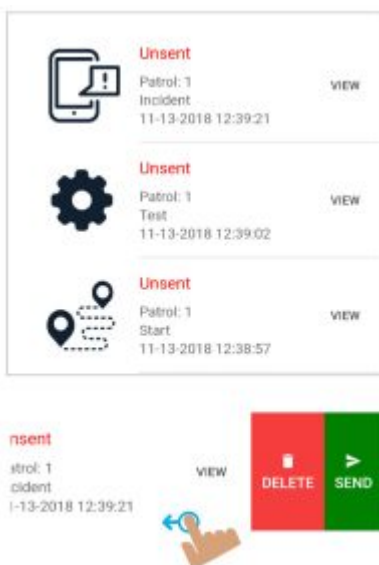 Unsent
Patrol: 1
VIEW
Incident
11-13-2018 12:39:21
Unsent
Patrol: 1
VIEW
Test
11-13-2018 12:39:02
Unsent
Patrol: 1
VIEW
Start
11-13-2018 12:38:57
nsent
atrol: 1
VIEW
cident
-13-2018 12:39:21
DELETE
SEND